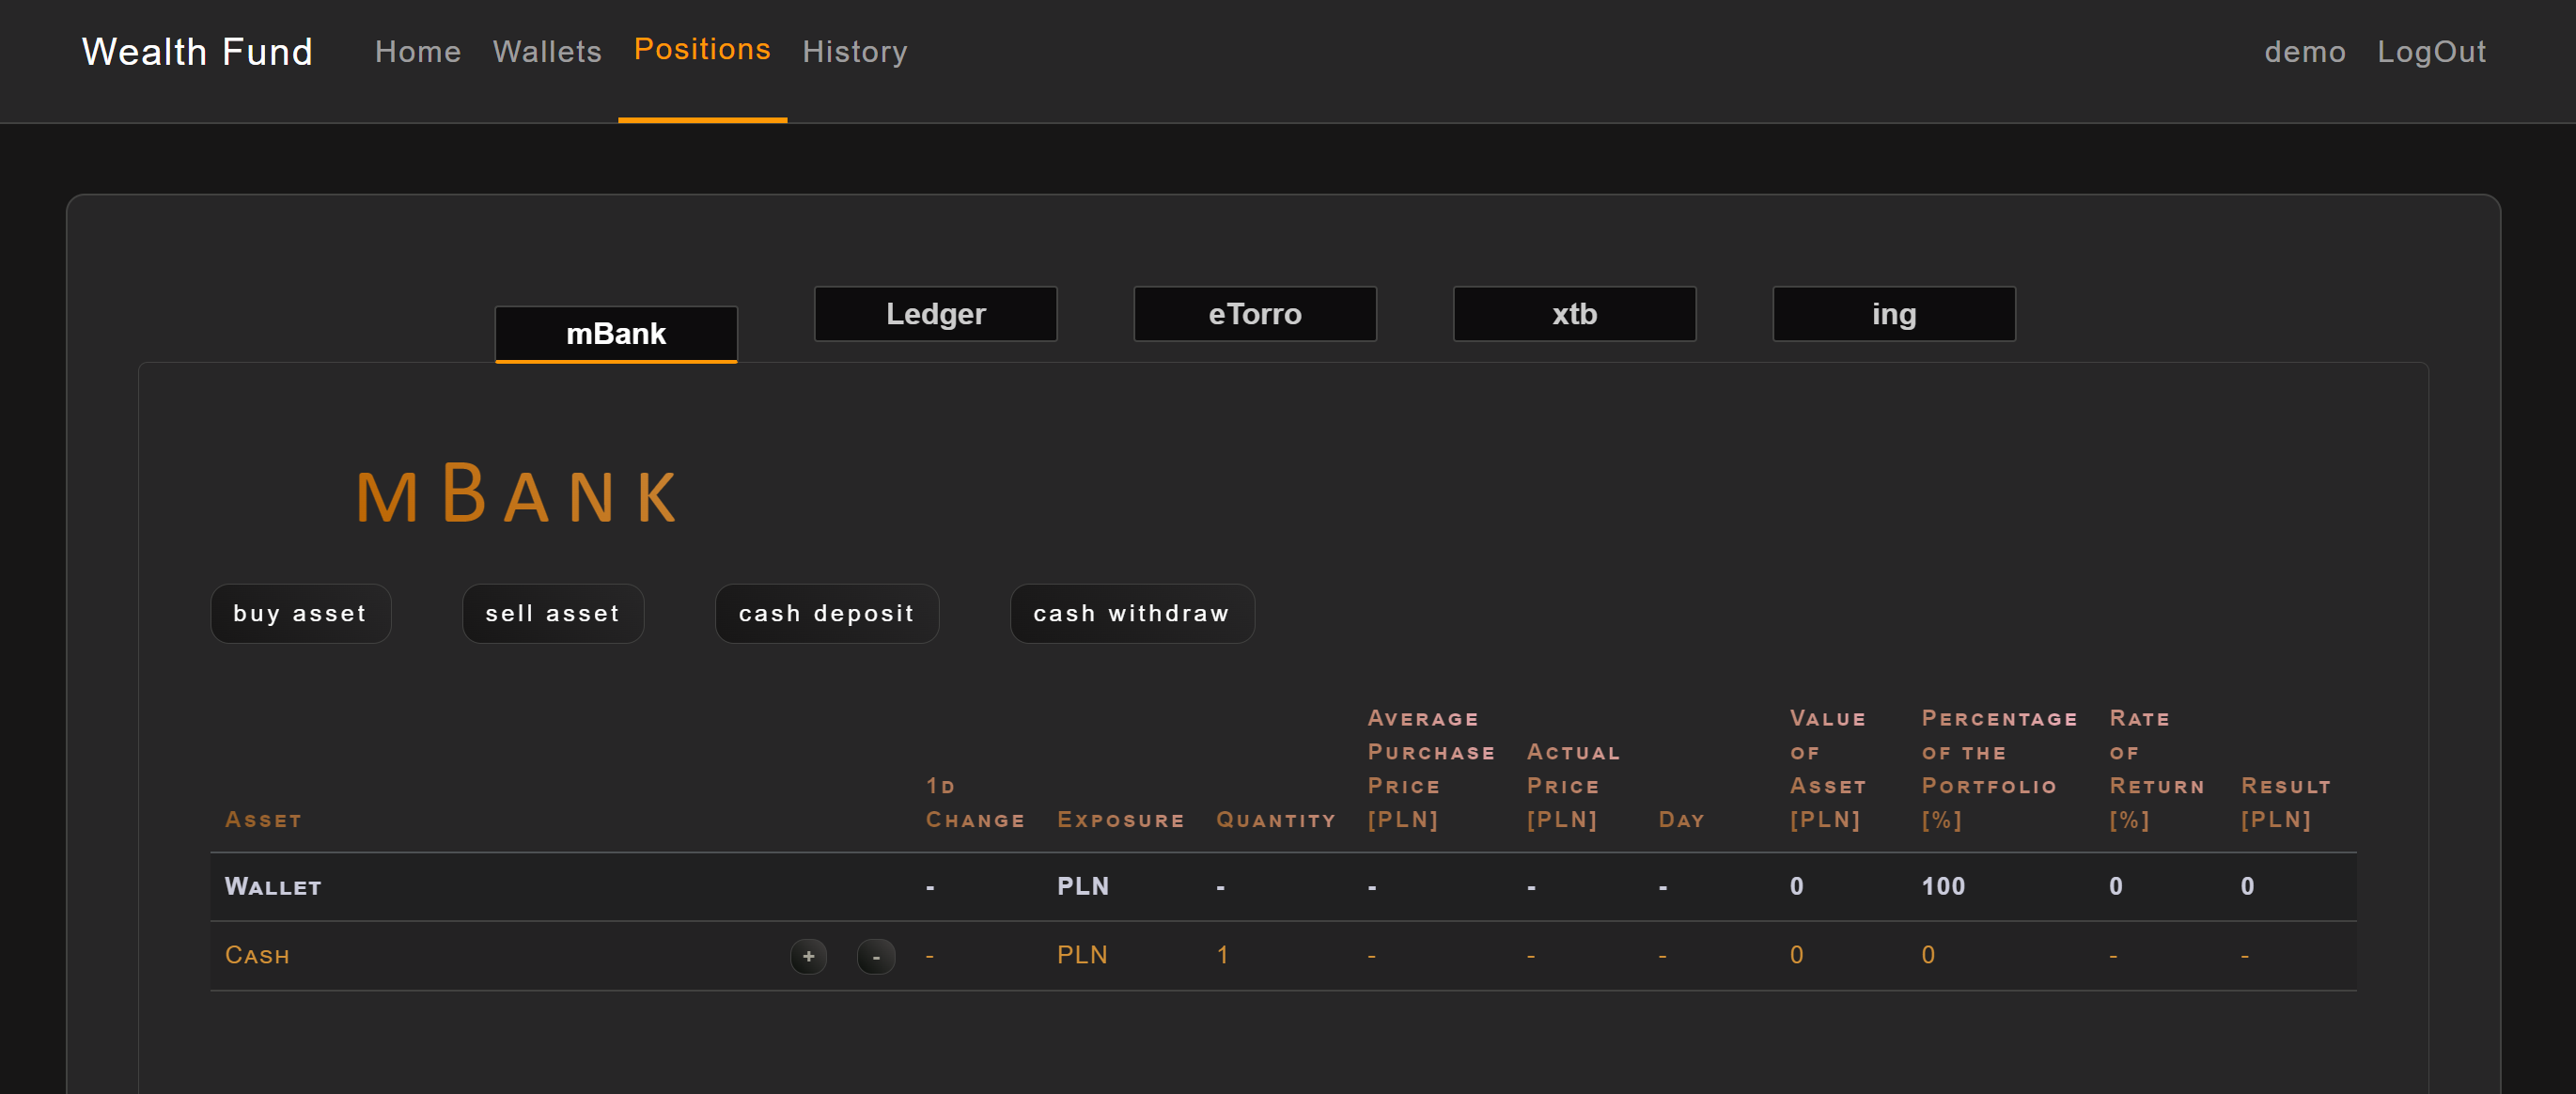 Wealth Fund Home Wallets Positions History demo LogOut
mBank Ledger eTorro xtb ing
mBank
buy asset sell asset cash deposit cash withdraw
Asset 1d Change Exposure Quantity Average Purchase Price [PLN] Actual Price [PLN] Day Value of Asset [PLN] Percentage of the Portfolio [%] Rate of Return [%] Result [PLN]
Wallet - PLN - - - - 0 100 0 0
Cash + - - PLN 1 - - - 0 0 - -